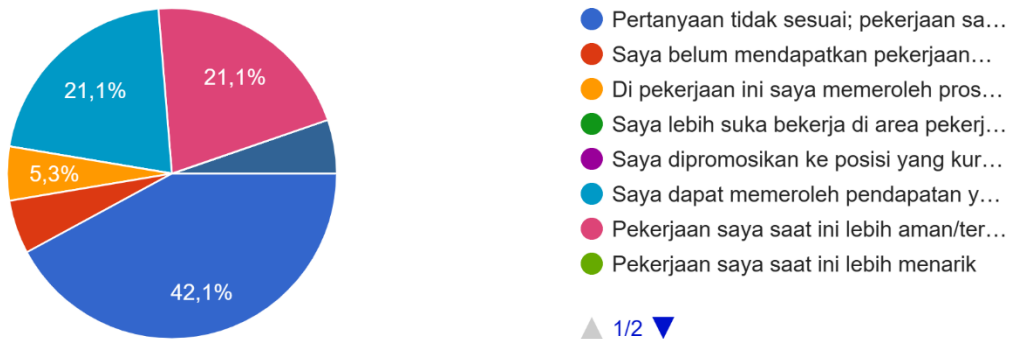 21,1%
21,1%
5,3%
42,1%
Pertanyaan tidak sesuai; pekerjaan sa…
Saya belum mendapatkan pekerjaan…
Di pekerjaan ini saya memeroleh pros…
Saya lebih suka bekerja di area pekerj…
Saya dipromosikan ke posisi yang kur…
Saya dapat memeroleh pendapatan y…
Pekerjaan saya saat ini lebih aman/ter…
Pekerjaan saya saat ini lebih menarik
1/2